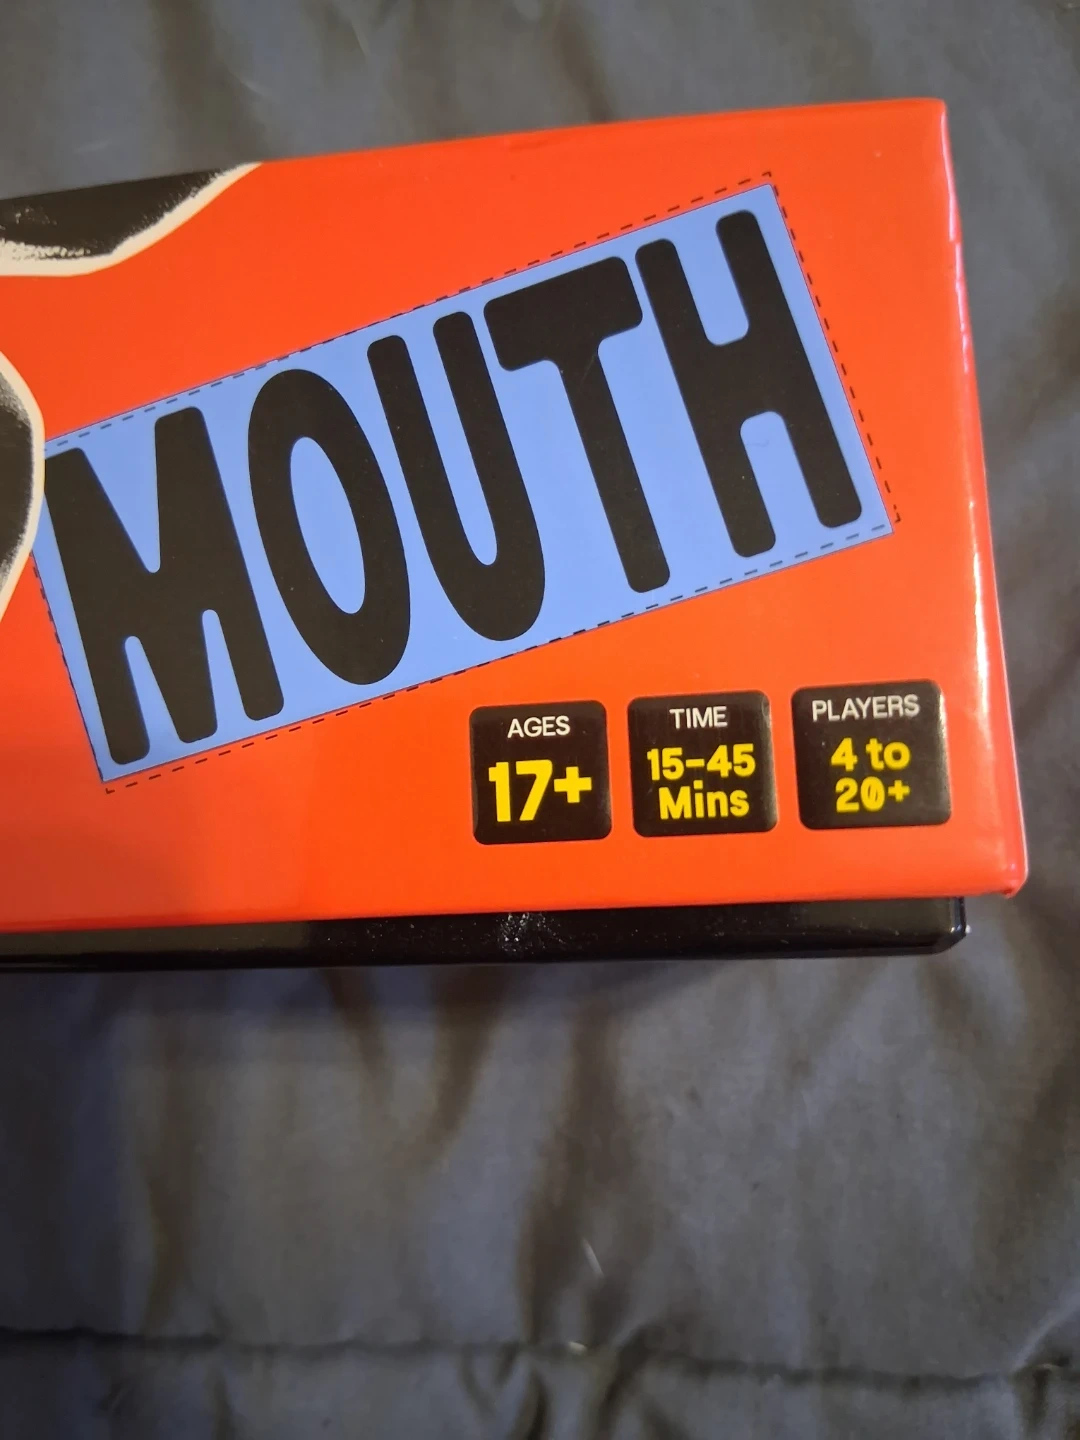 MOUTH
AGES
17+
TIME
15-45
Mins
PLAYERS
4 to
20+